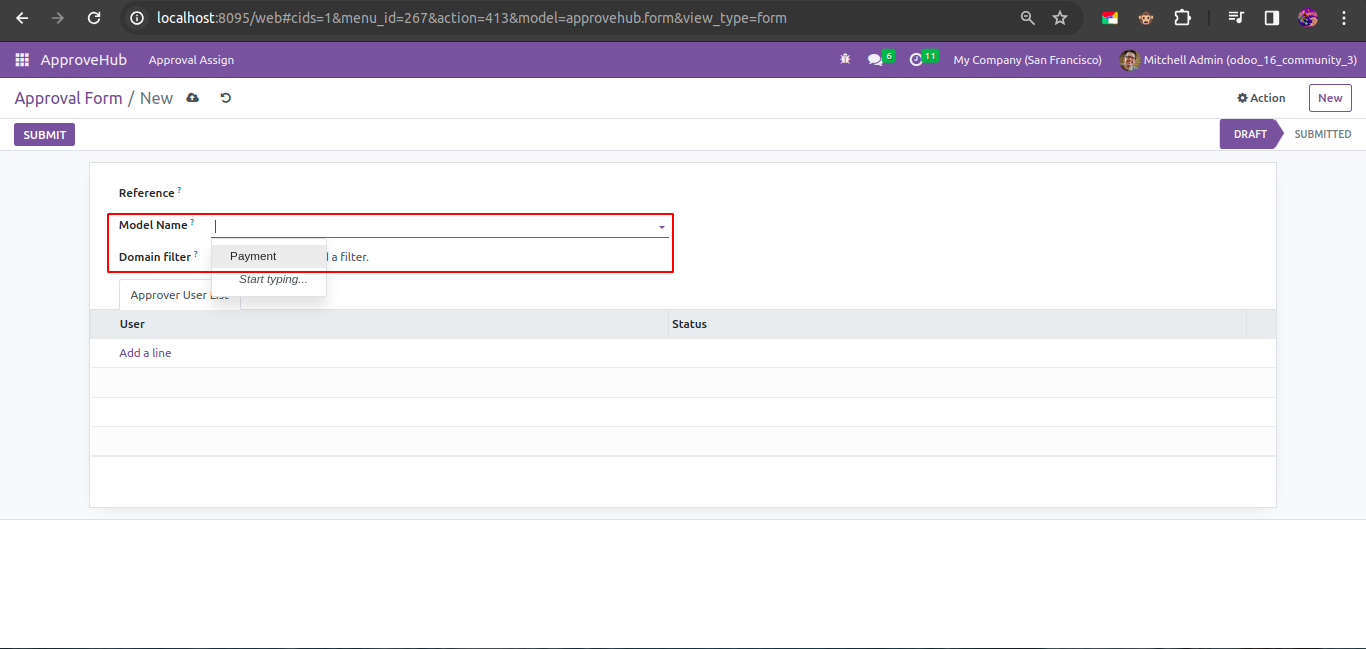 localhost:8095/web#cids=1&menu_id=267&action=413&model=approvehub.form&view_type=form
ApproveHub Approval Assign 6 11 My Company (San Francisco) Mitchell Admin (odoo_16_community_3)
Approval Form / New Action New
SUBMIT DRAFT SUBMITTED
Reference ?
Model Name ?
Domain filter ? Payment a filter.
Start typing...
Approver User List
User Status
Add a line